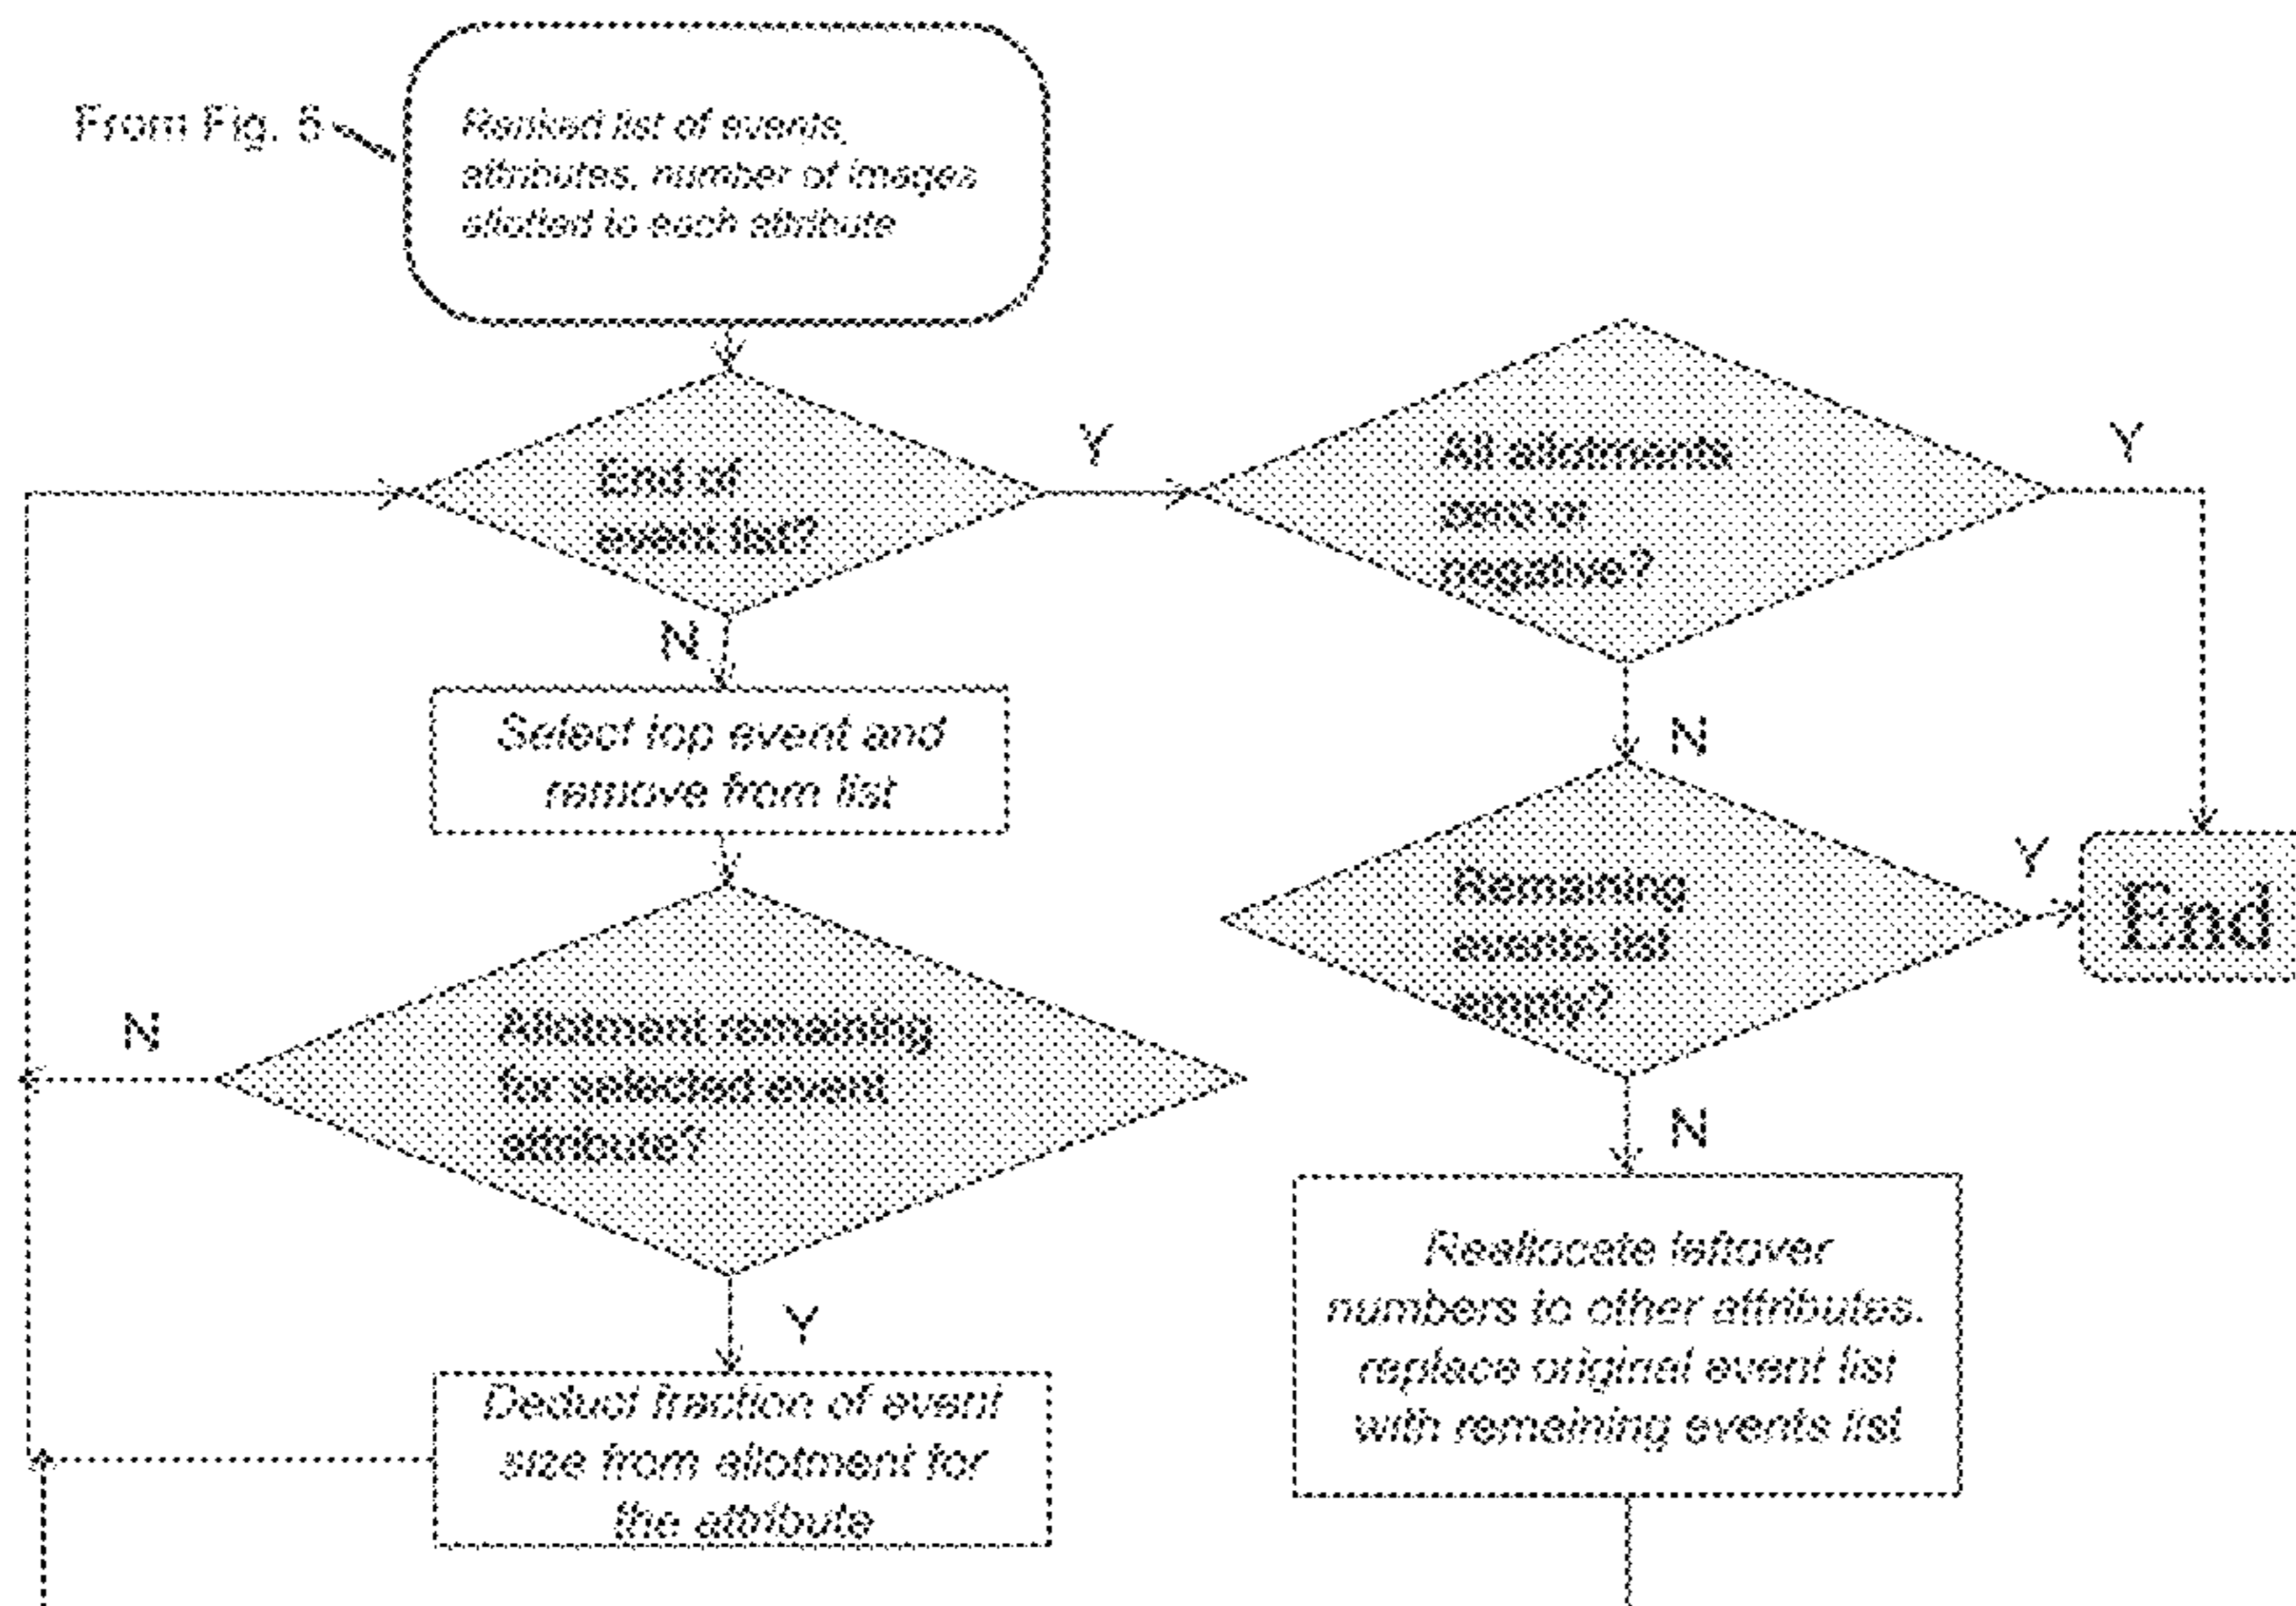 From Fig.
Ranked list of events,
attributes, number of images
allotted to each attribute
End of
event list?
Y
N
All allotments
zero or
negative?
Y
N
Select top event and
remove from list
Remaining
events list
empty?
Y
End
N
Allotment remaining
for selected event
attribute?
N
Y
Reallocate leftover
numbers to other attributes.
replace original event list
with remaining events list
Deduct fraction of event
size from allotment for
the attribute